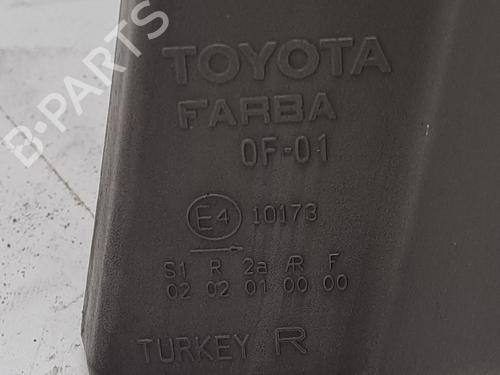 B-PARTS
TOYOTA
FARBA
OF-01
E4 10173
S1 R 2a AR F
02 02 01 00 00
TURKEY R